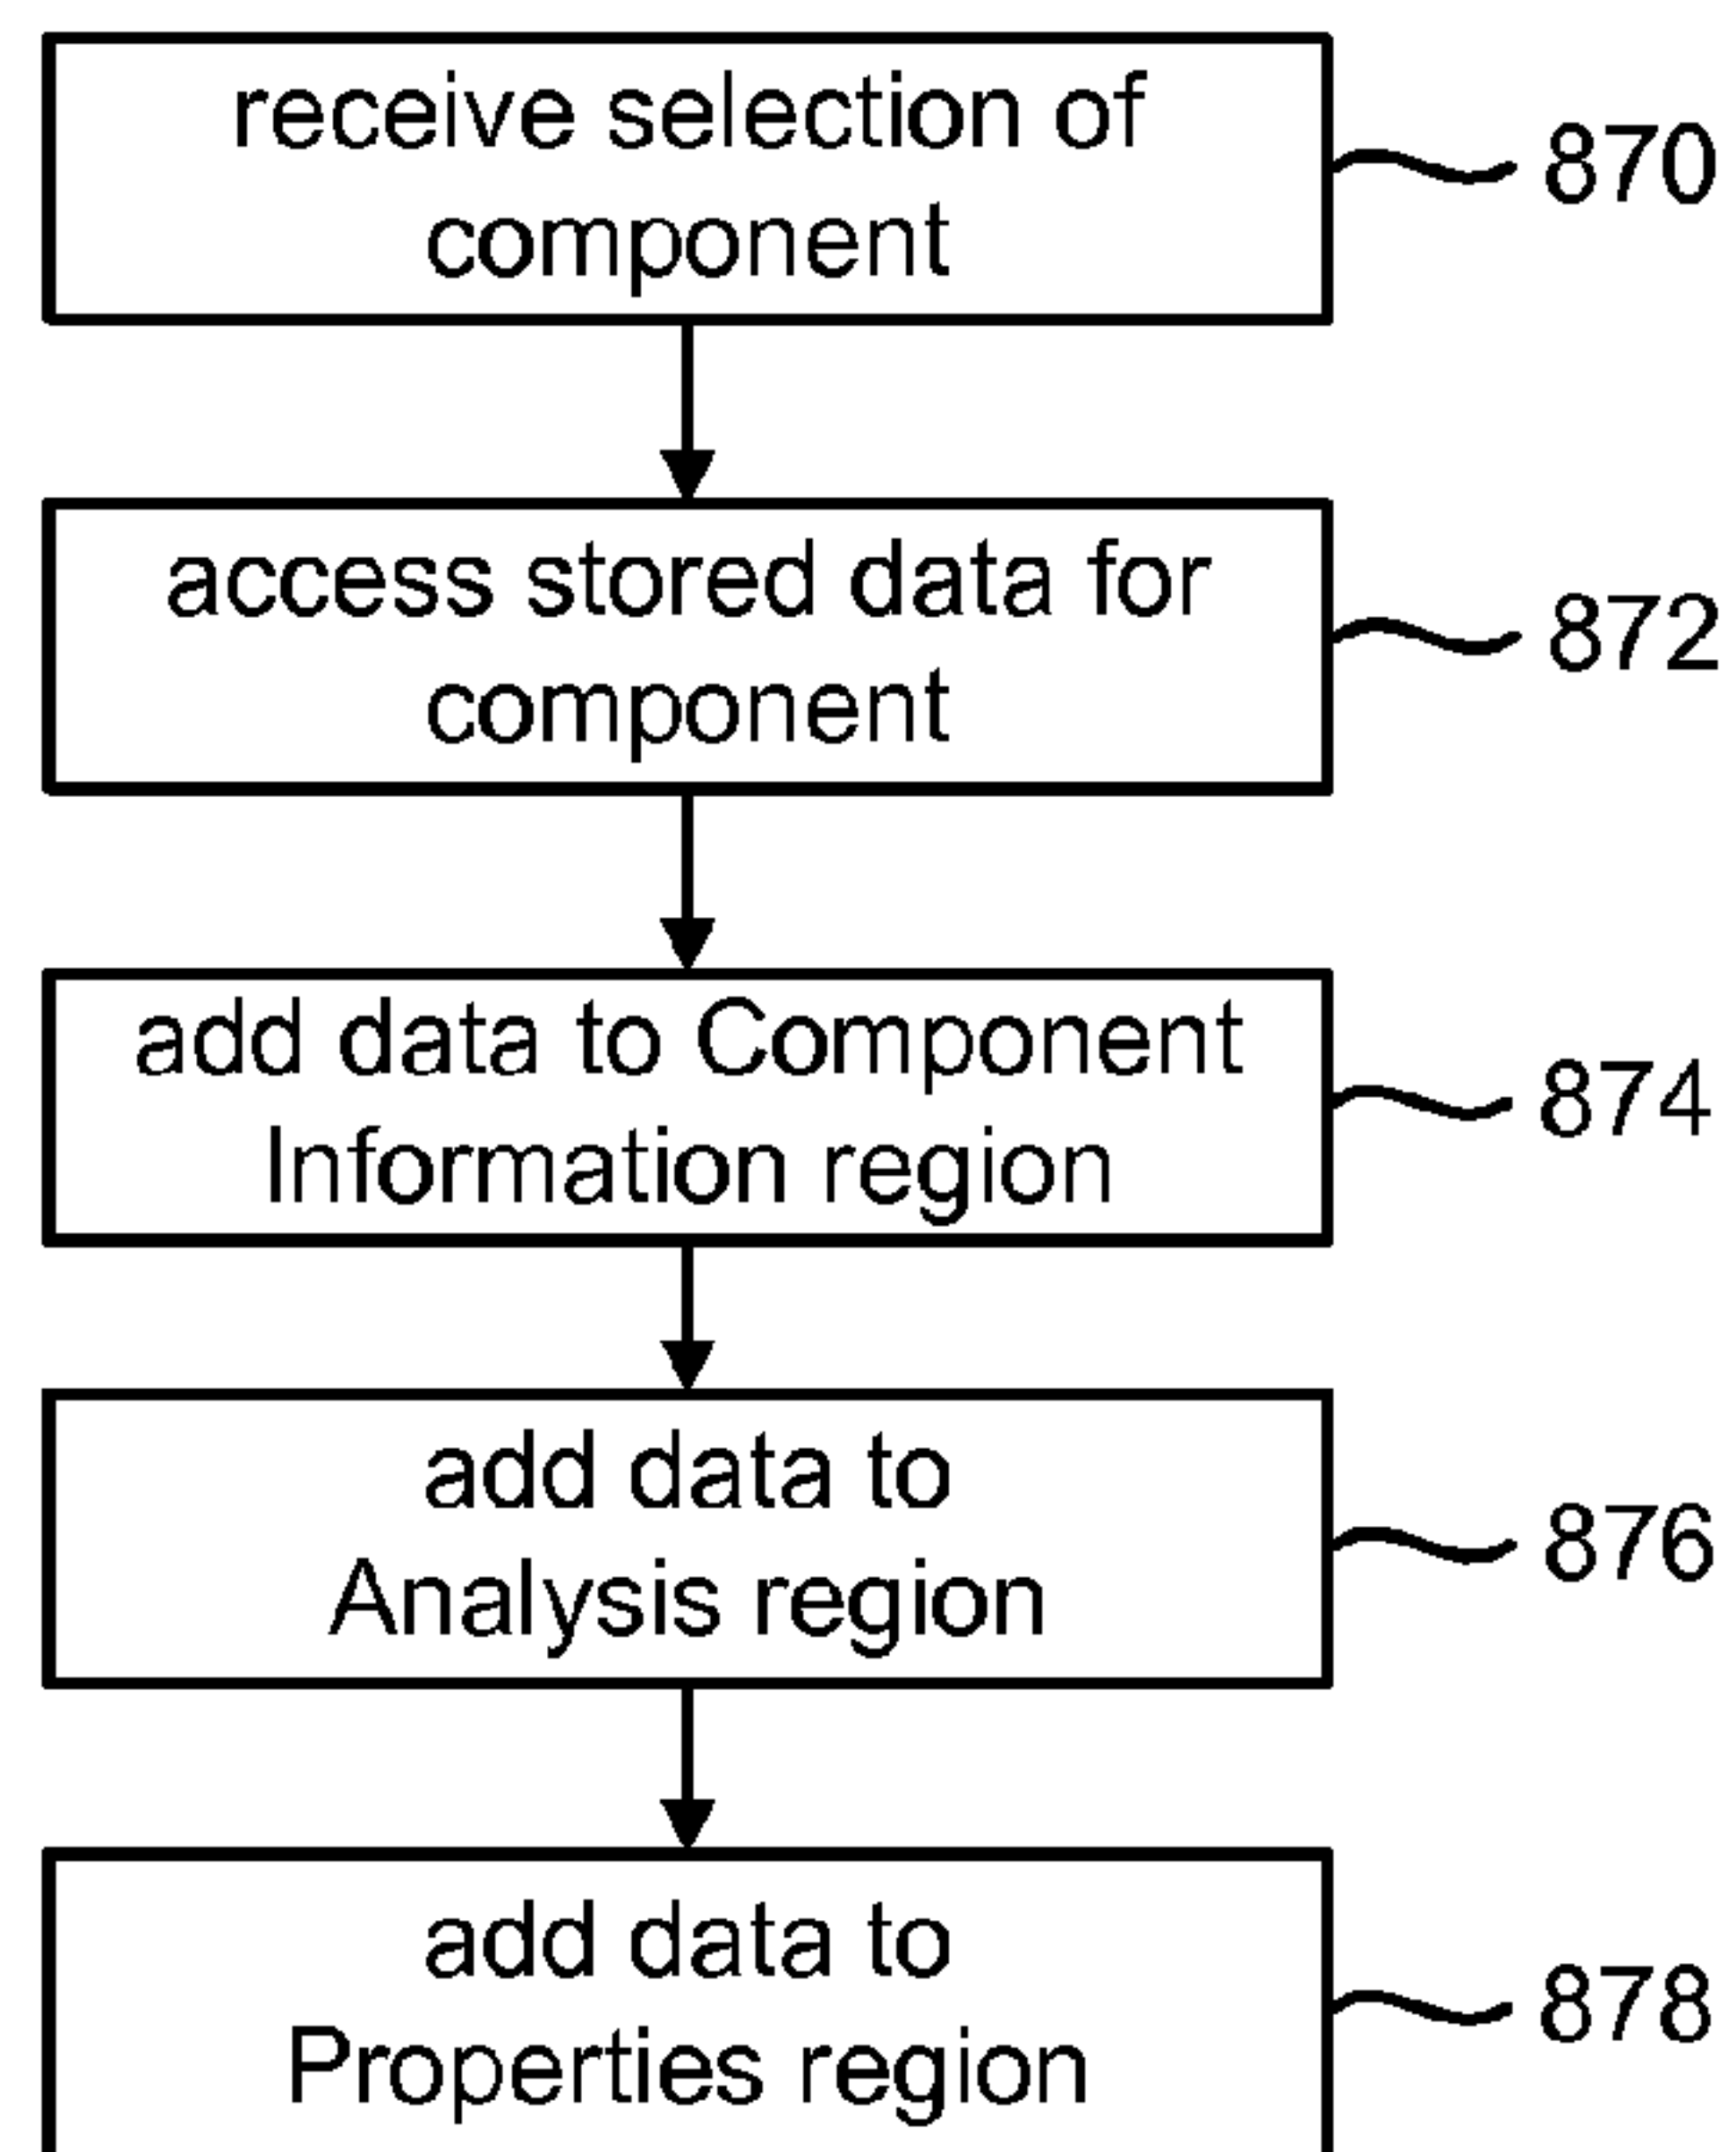 receive selection of
component
870
access stored data for
component
872
add data to Component
Information region
874
add data to
Analysis region
876
add data to
Properties region
878